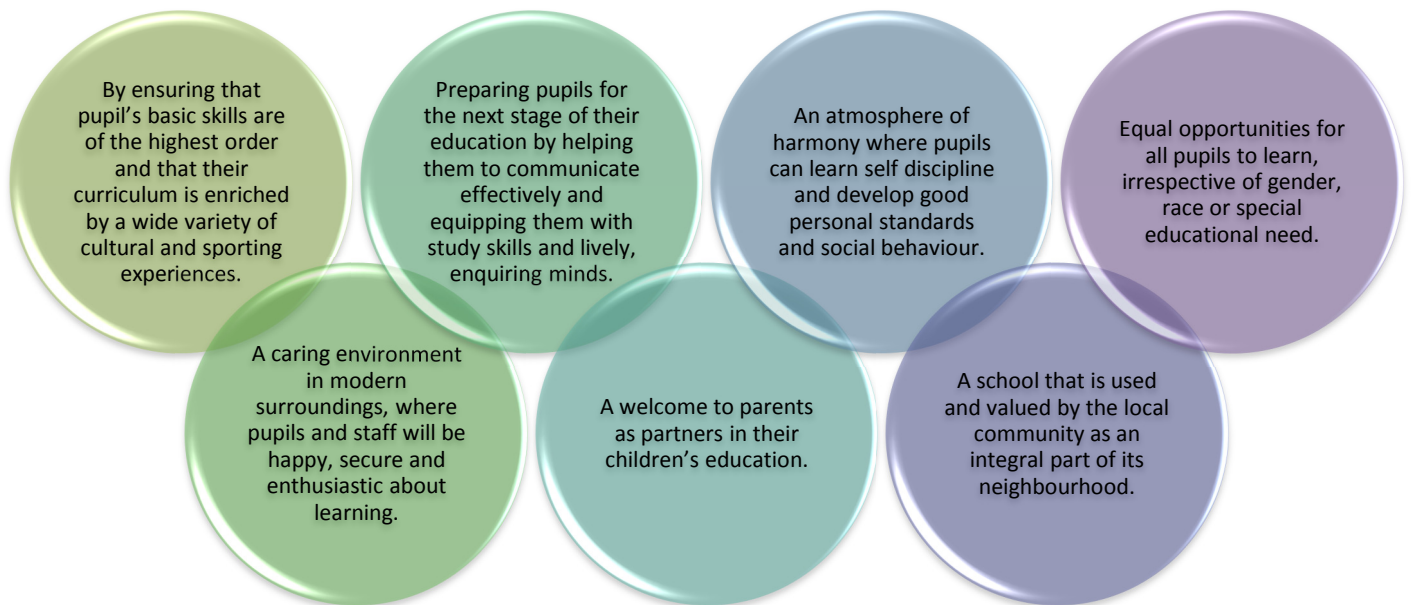 By ensuring that
pupil’s basic skills are
of the highest order
and that their
curriculum is enriched
by a wide variety of
cultural and sporting
experiences.
A caring environment
in modern
surroundings, where
pupils and staff will be
happy, secure and
enthusiastic about
learning.
Preparing pupils for
the next stage of their
education by helping
them to communicate
effectively and
equipping them with
study skills and lively,
enquiring minds.
A welcome to parents
as partners in their
children’s education.
An atmosphere of
harmony where pupils
can learn self discipline
and develop good
personal standards
and social behaviour.
A school that is used
and valued by the local
community as an
integral part of its
neighbourhood.
Equal opportunities for
all pupils to learn,
irrespective of gender,
race or special
educational need.